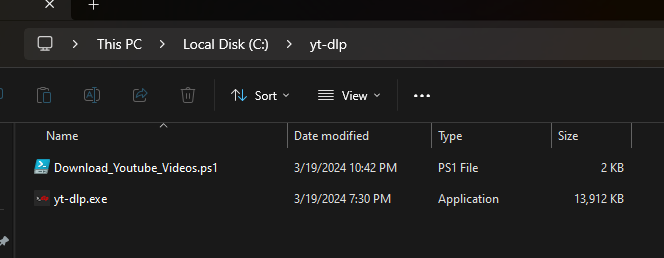 This PC > Local Disk (C:) > yt-dlp
Sort View
Name Date modified Type Size
Download_Youtube_Videos.ps1 3/19/2024 10:42 PM PS1 File 2 KB
yt-dlp.exe 3/19/2024 7:30 PM Application 13,912 KB